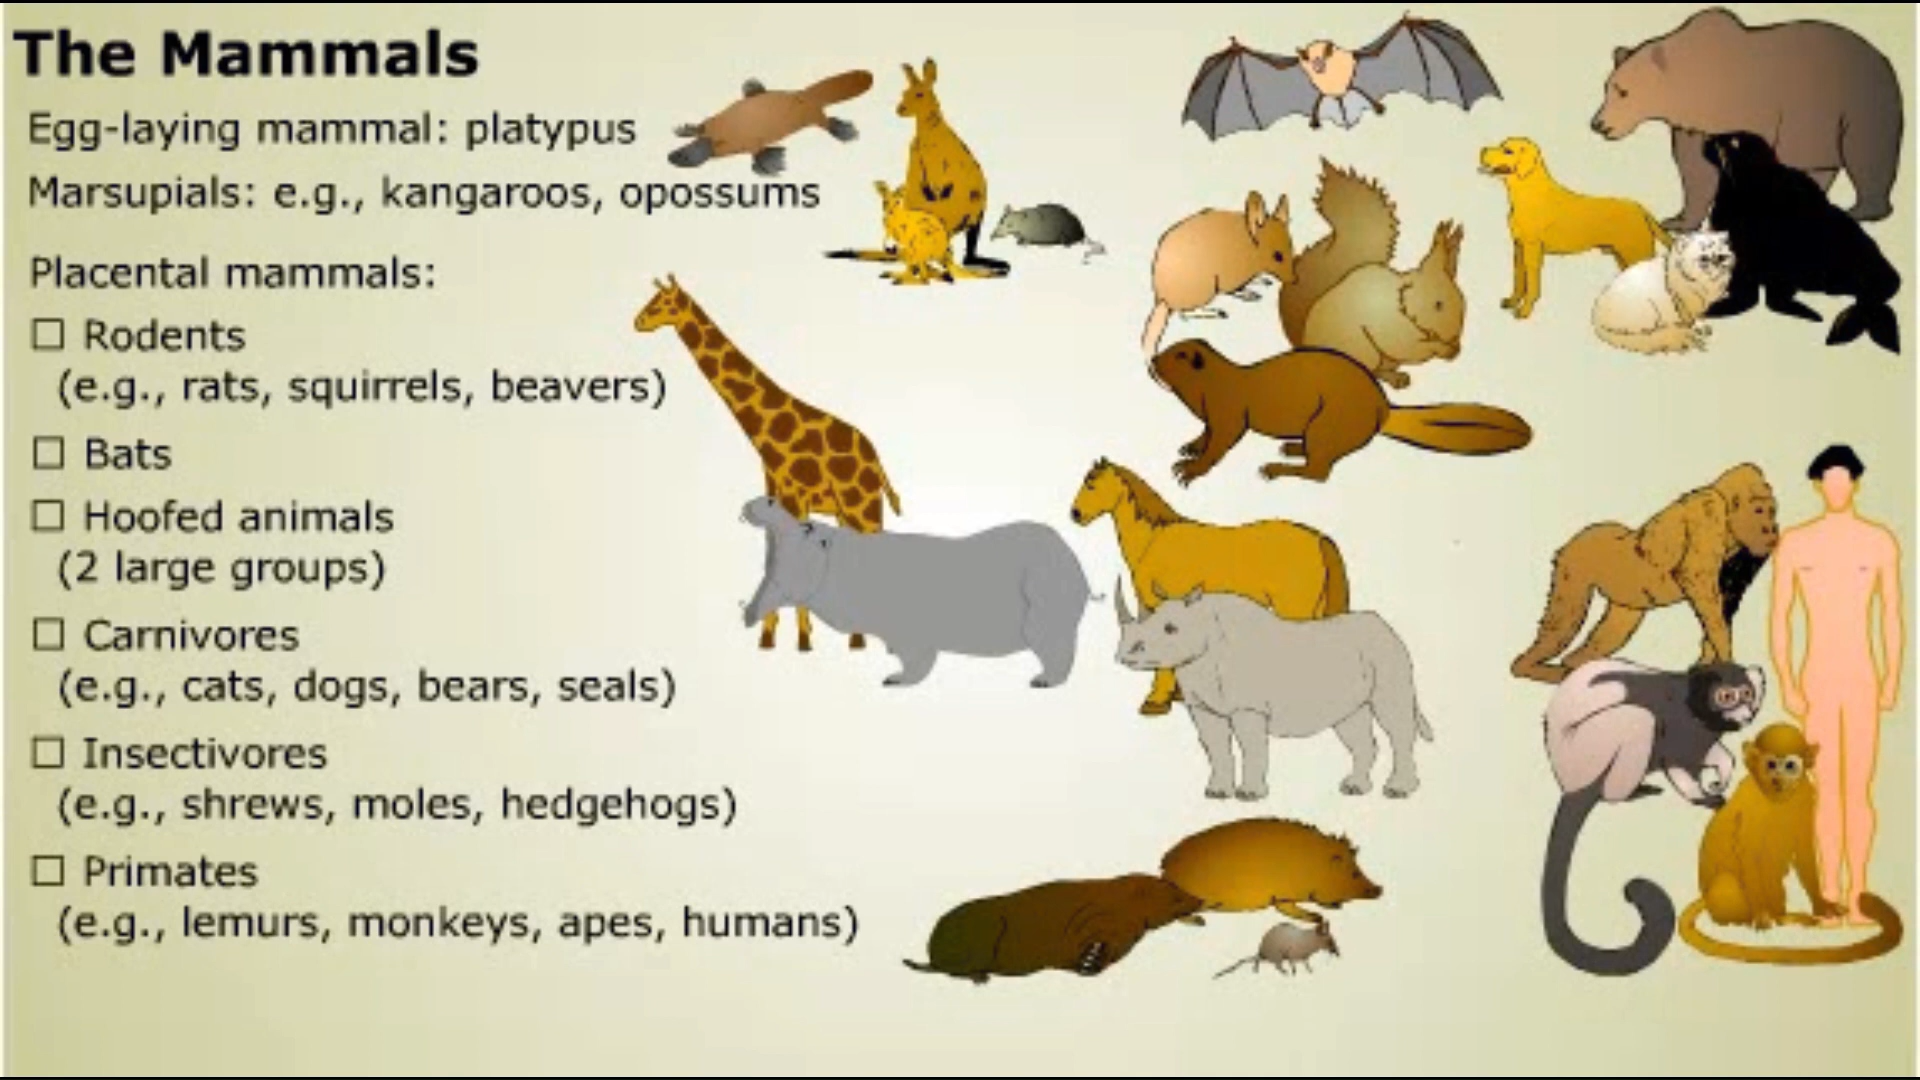 The Mammals
Egg-laying mammal: platypus
Marsupials: e.g., kangaroos, opossums
Placental mammals:
☐ Rodents
(e.g., rats, squirrels, beavers)
☐ Bats
☐ Hoofed animals
(2 large groups)
☐ Carnivores
(e.g., cats, dogs, bears, seals)
☐ Insectivores
(e.g., shrews, moles, hedgehogs)
☐ Primates
(e.g., lemurs, monkeys, apes, humans)